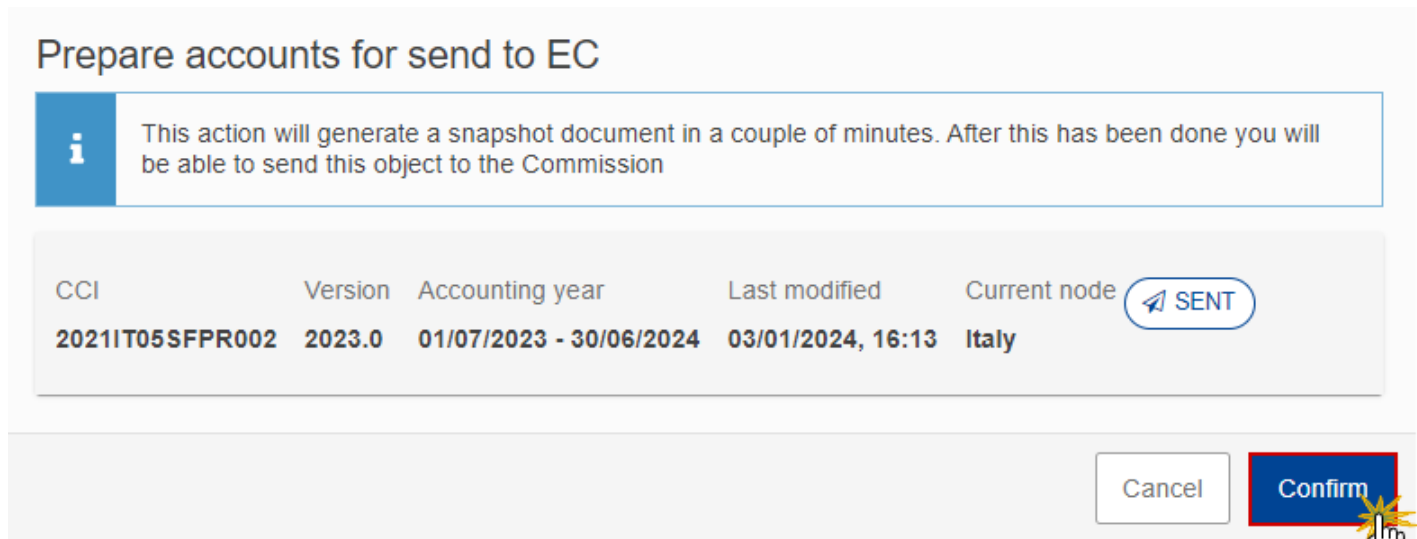 Prepare accounts for send to EC
This action will generate a snapshot document in a couple of minutes. After this has been done you will
be able to send this object to the Commission
CCI Version Accounting year Last modified Current node SENT
2021IT05SFPR002 2023.0 01/07/2023 - 30/06/2024 03/01/2024, 16:13 Italy
Cancel Confirm